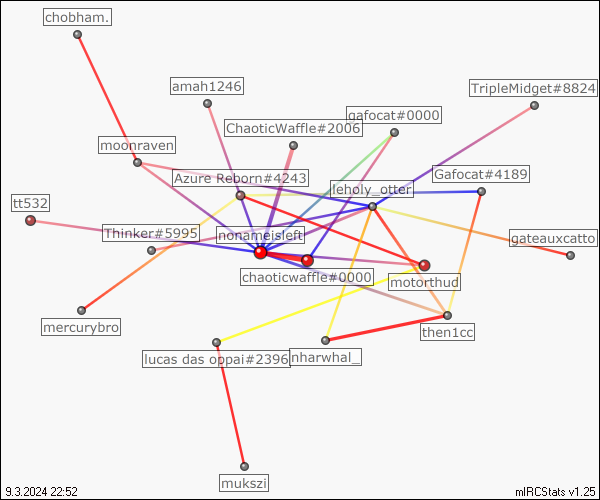 chobham.
amah1246
TripleMidget#8824
gafocat#0000
ChaoticWaffle#2006
moonraven
Azure Reborn#4243
Gafocat#4189
leholy_otter
tt532
Thinker#5995
nonameisleft
gateauxcatto
chaoticwaffle#0000
motorthud
mercurybro
then1cc
lucas das oppai#2396
nharwhal_
mukszi
9.3.2024 22:52
mIRCStats v1.25